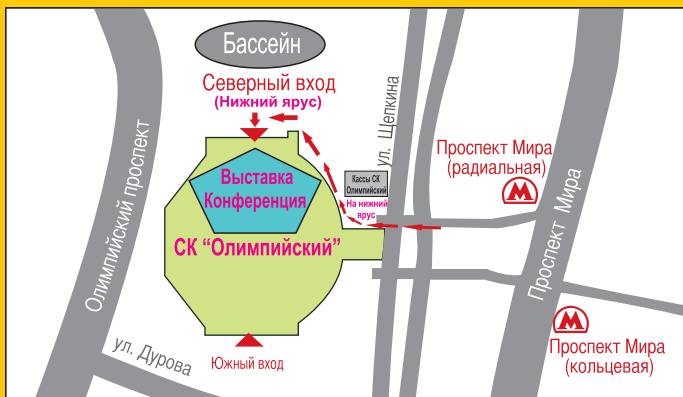 Бассейн
Северный вход
(Нижний ярус)
Олимпийский проспект
ул. Щепкина
Проспект Мира
(радиальная)
М
Кассы СК
Олимпийский
На нижний
ярус
Выставка
Конференция
СК “Олимпийский”
Проспект Мира
М
Проспект Мира
(кольцевая)
ул. Дурова
Южный вход